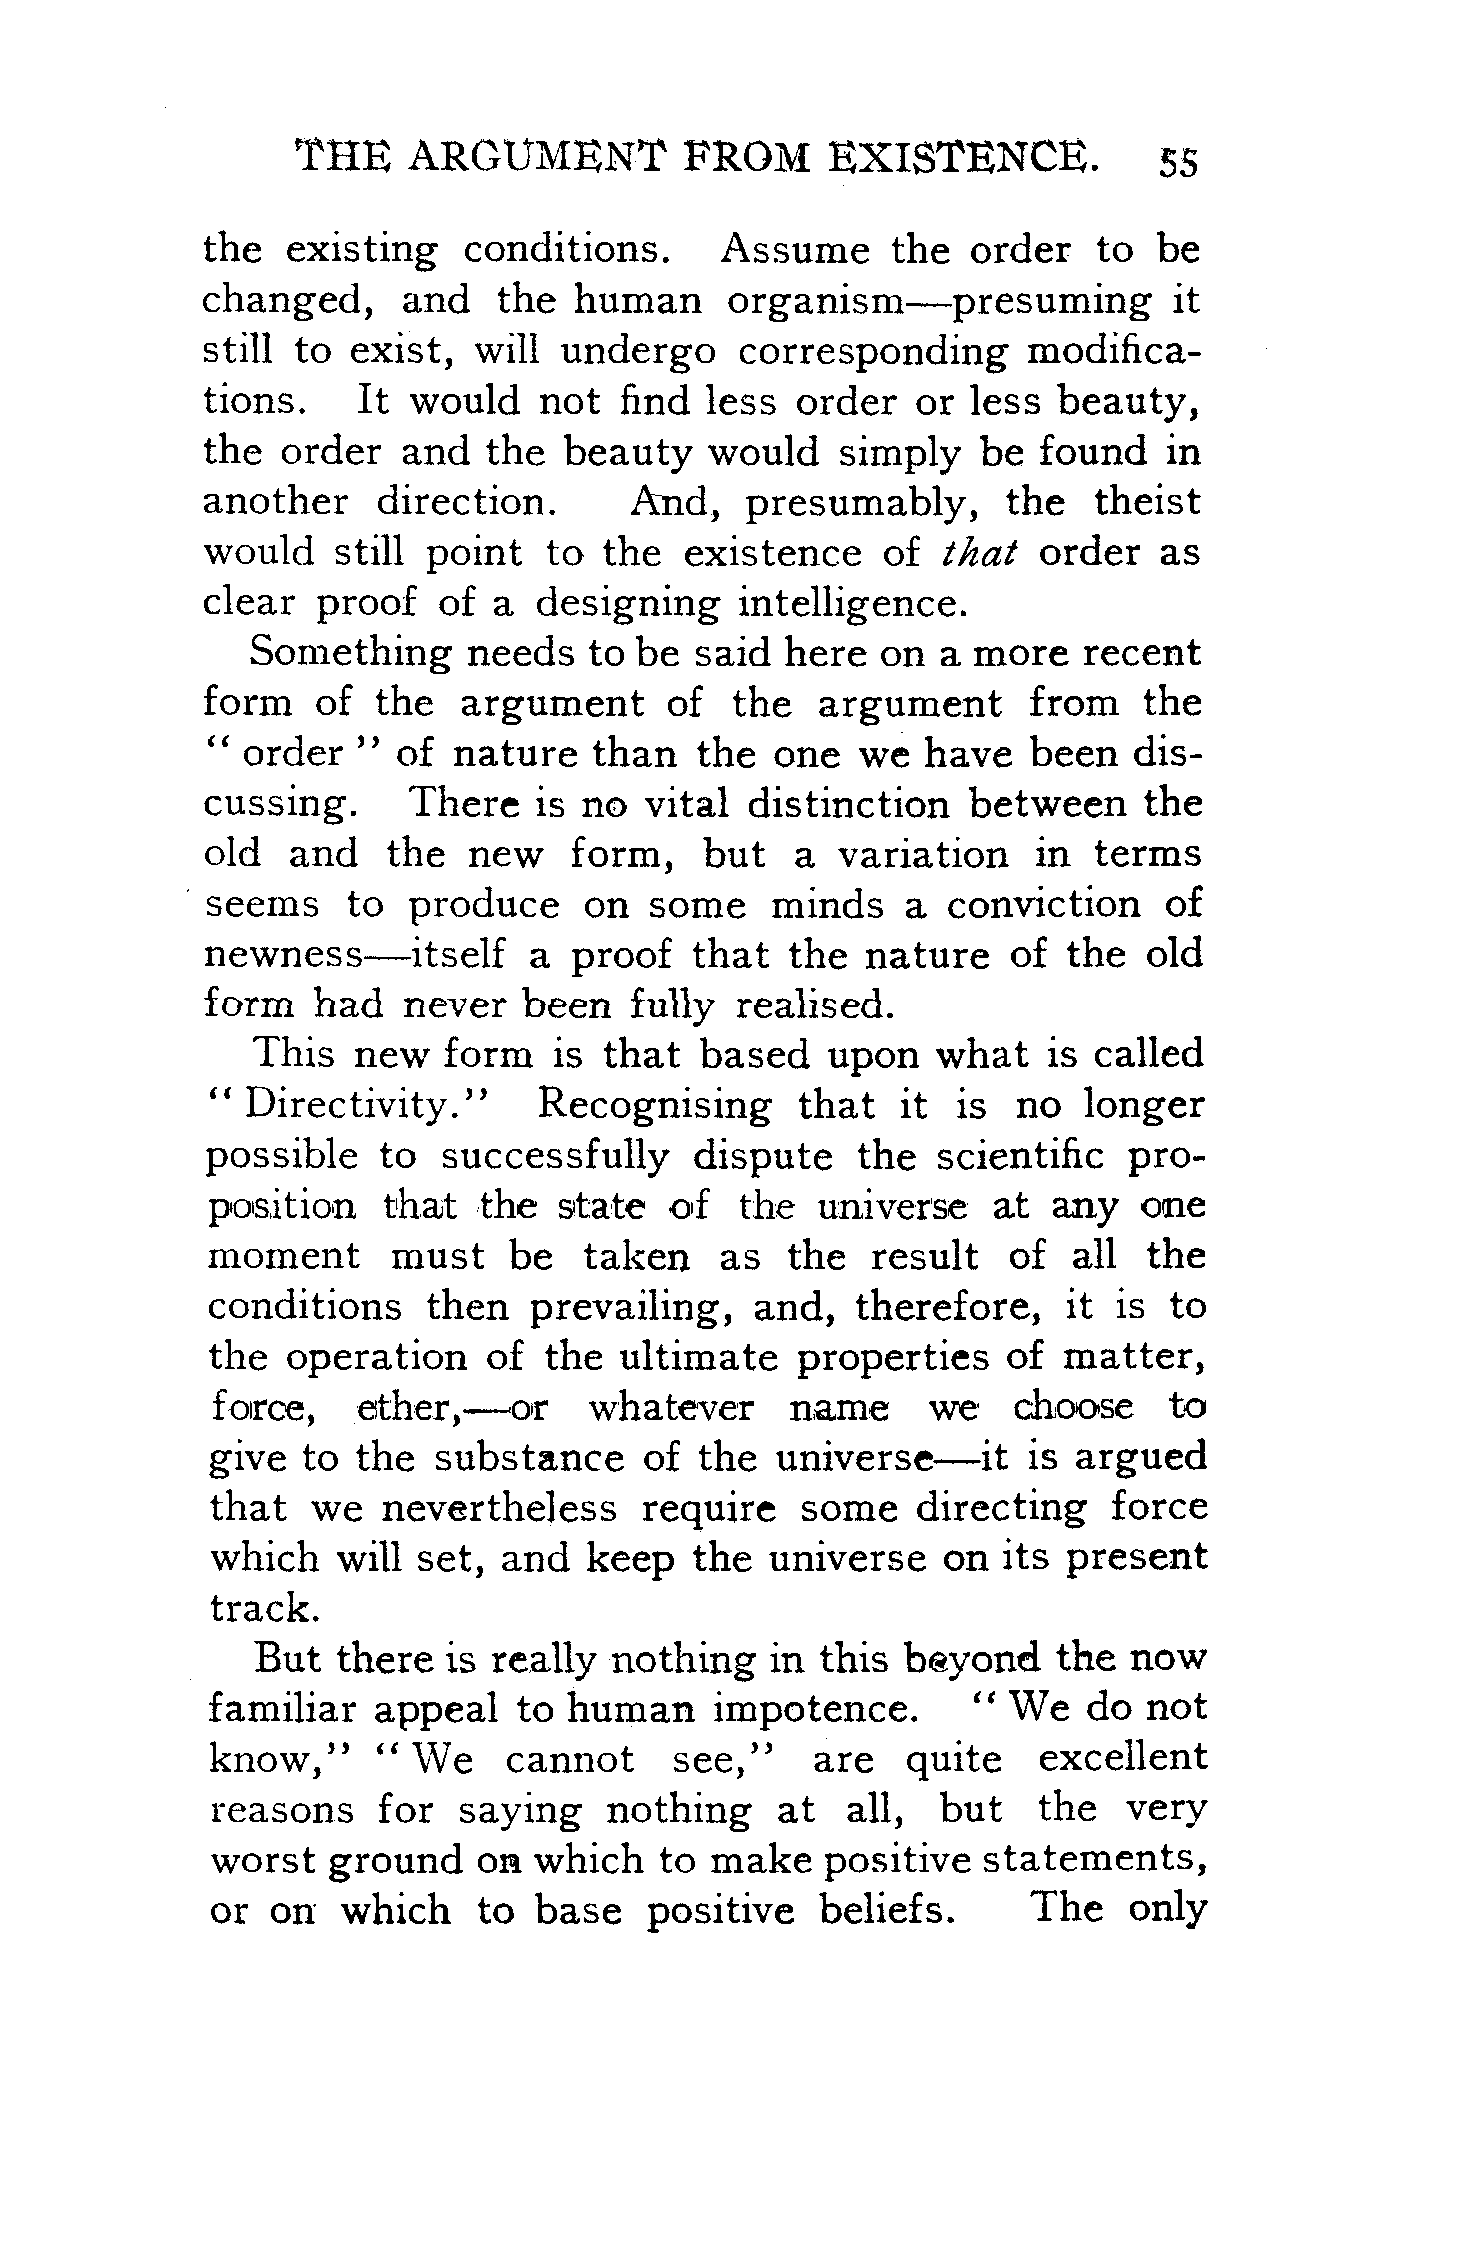 THE ARGUMENT FROM EXISTENCE. 55
the existing conditions. Assume the order to be
changed, and the human organism—presuming it
still to exist, will undergo corresponding modifica-
tions. It would not find less order or less beauty,
the order and the beauty would simply be found in
another direction. And, presumably, the theist
would still point to the existence of that order as
clear proof of a designing intelligence.
Something needs to be said here on a more recent
form of the argument of the argument from the
“ order ” of nature than the one we have been dis-
cussing. There is no vital distinction between the
old and the new form, but a variation in terms
seems to produce on some minds a conviction of
newness—itself a proof that the nature of the old
form had never been fully realised.
This new form is that based upon what is called
“ Directivity.” Recognising that it is no longer
possible to successfully dispute the scientific pro-
position that the state of the universe at any one
moment must be taken as the result of all the
conditions then prevailing, and, therefore, it is to
the operation of the ultimate properties of matter,
force, ether,—or whatever name we choose to
give to the substance of the universe—it is argued
that we nevertheless require some directing force
which will set, and keep the universe on its present
track.
But there is really nothing in this beyond the now
familiar appeal to human impotence. “ We do not
know,” “ We cannot see,” are quite excellent
reasons for saying nothing at all, but the very
worst ground on which to make positive statements,
or on which to base positive beliefs. The only